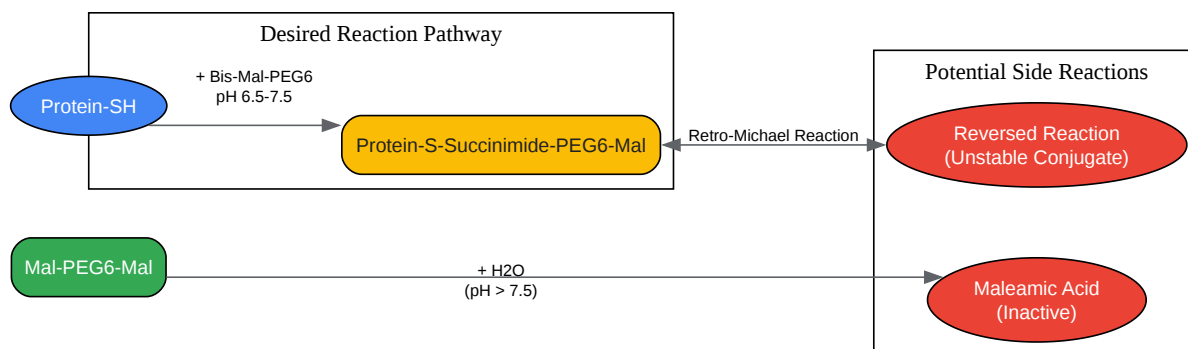 Desired Reaction Pathway
Potential Side Reactions
+ Bis-Mal-PEG6
pH 6.5-7.5
Protein-SH
Protein-S-Succinimide-PEG6-Mal
Retro-Michael Reaction
Reversed Reaction
(Unstable Conjugate)
Mal-PEG6-Mal
+ H2O
(pH > 7.5)
Maleamic Acid
(Inactive)